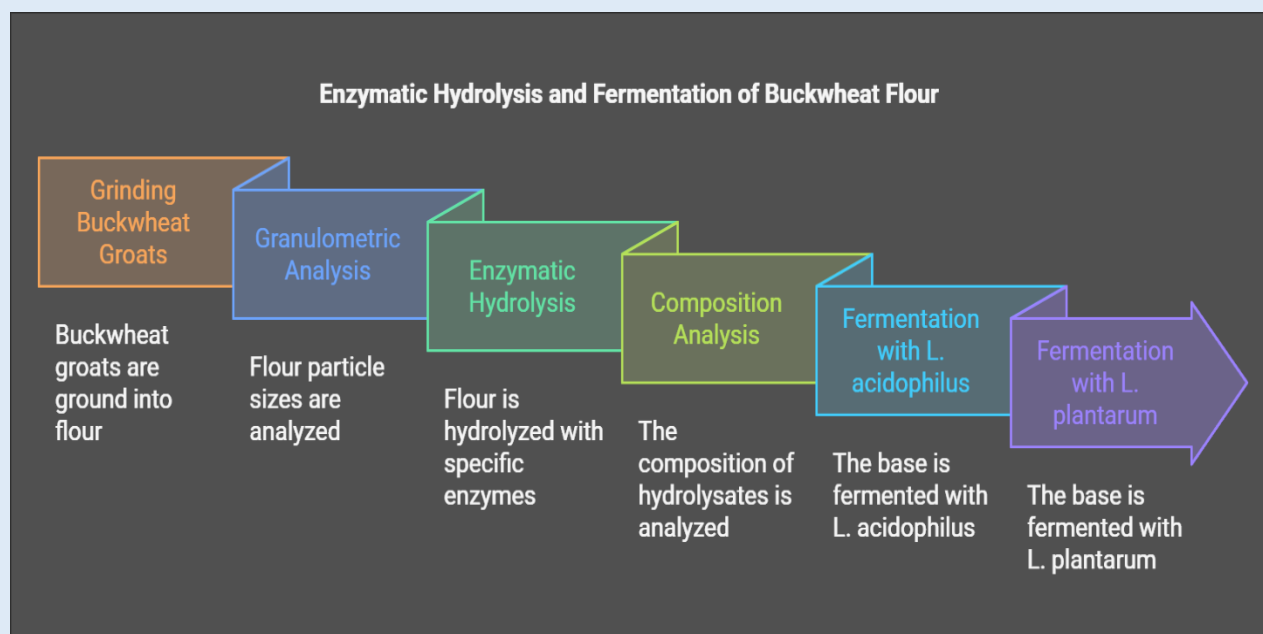 Enzymatic Hydrolysis and Fermentation of Buckwheat Flour
Grinding
Buckwheat
Groats
Buckwheat
groats are
ground into
flour
Granulometric
Analysis
Flour particle
sizes are
analyzed
Enzymatic
Hydrolysis
Flour is
hydrolyzed with
specific
enzymes
Composition
Analysis
The
composition of
hydrolysates is
analyzed
Fermentation
with L.
acidophilus
The base is
fermented with
L. acidophilus
Fermentation
with L.
plantarum
The base is
fermented with
L. plantarum